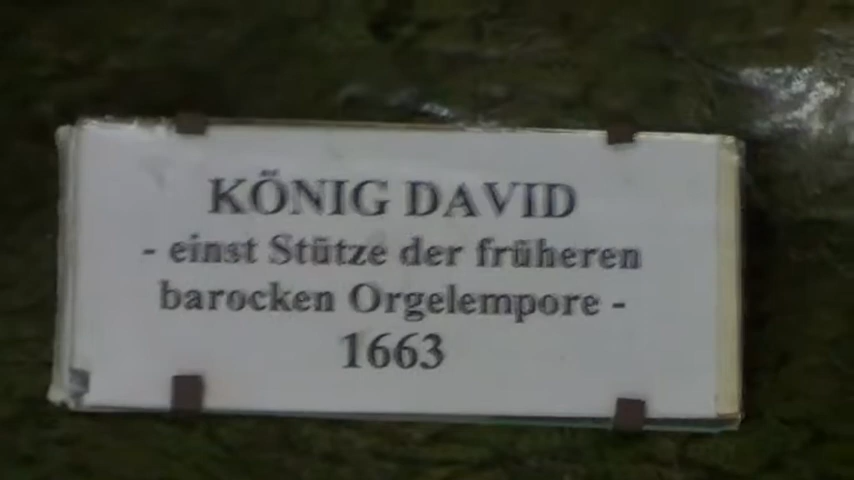 KÖNIG DAVID
- einst Stütze der früheren
barocken Orgelempore -
1663